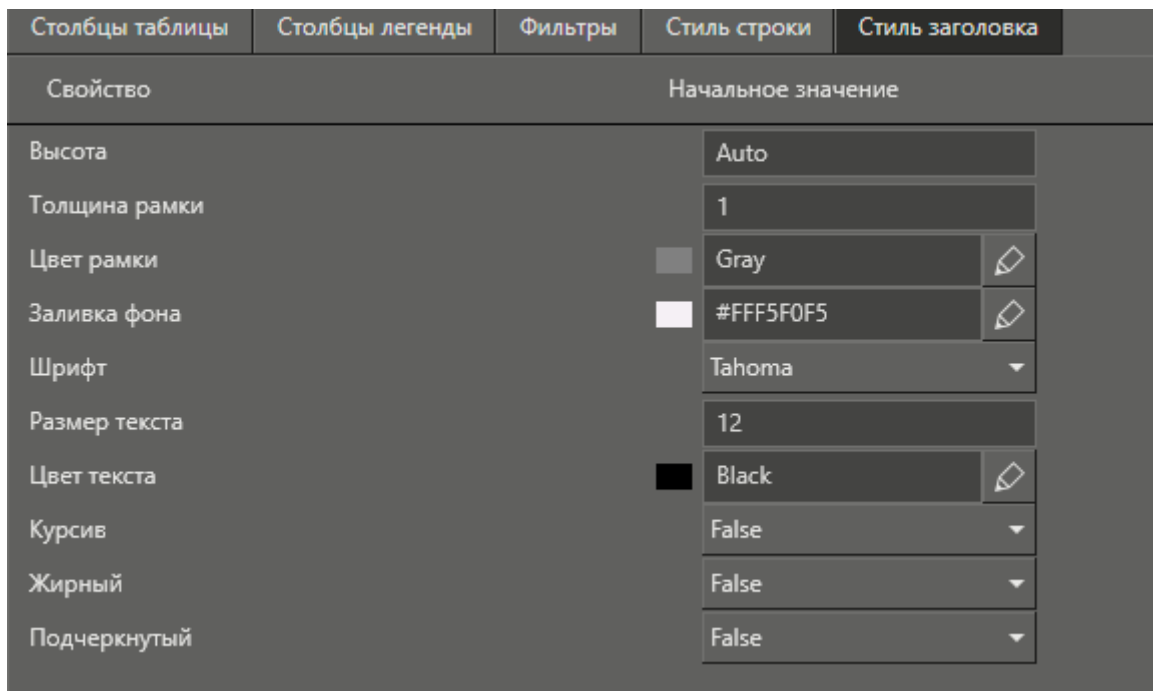 Столбцы таблицы Столбцы легенды Фильтры Стиль строки Стиль заголовка
Свойство Начальное значение
Высота Auto
Толщина рамки 1
Цвет рамки Gray
Заливка фона #FFF5F0F5
Шрифт Tahoma
Размер текста 12
Цвет текста Black
Курсив False
Жирный False
Подчеркнутый False